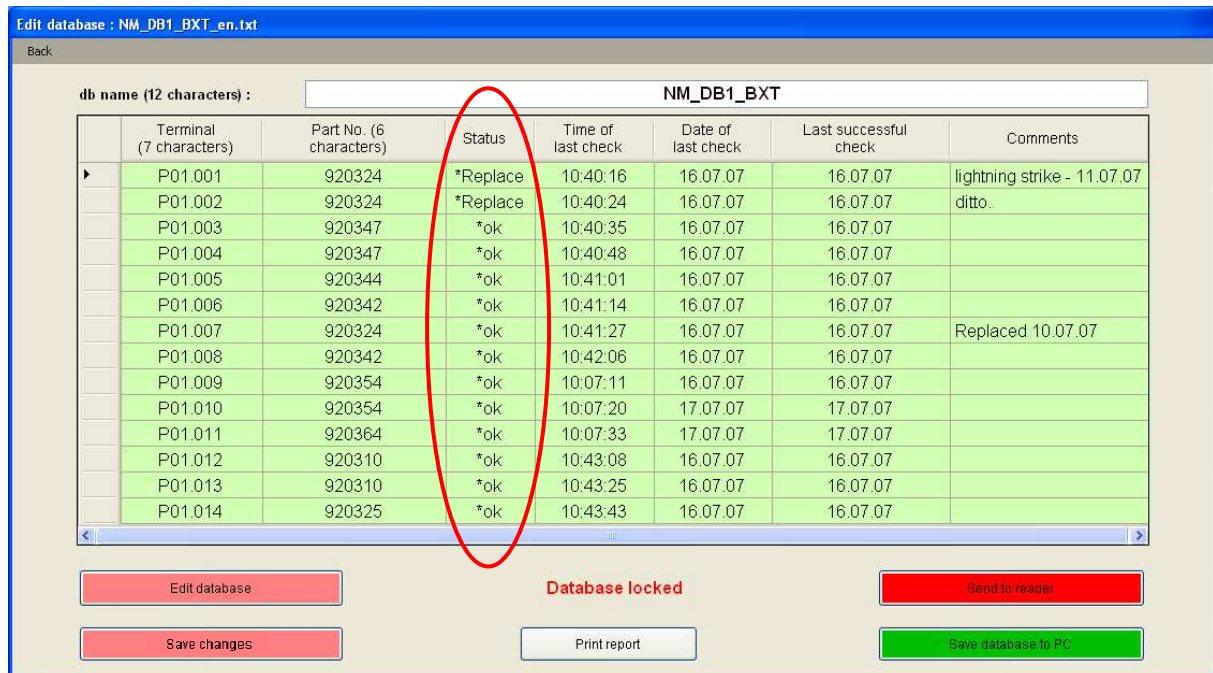 Edit database : NM_DB1_BXT_en.txt
Back
db name (12 characters) : NM_DB1_BXT
Terminal (7 characters) Part No. (6 characters) Status Time of last check Date of last check Last successful check Comments
P01.001 920324 *Replace 10:40:16 16.07.07 16.07.07 lightning strike - 11.07.07
P01.002 920324 *Replace 10:40:24 16.07.07 16.07.07 ditto.
P01.003 920347 *ok 10:40:35 16.07.07 16.07.07
P01.004 920347 *ok 10:40:48 16.07.07 16.07.07
P01.005 920344 *ok 10:41:01 16.07.07 16.07.07
P01.006 920342 *ok 10:41:14 16.07.07 16.07.07
P01.007 920324 *ok 10:41:27 16.07.07 16.07.07 Replaced 10.07.07
P01.008 920342 *ok 10:42:06 16.07.07 16.07.07
P01.009 920354 *ok 10:07:11 16.07.07 16.07.07
P01.010 920354 *ok 10:07:20 17.07.07 17.07.07
P01.011 920364 *ok 10:07:33 17.07.07 17.07.07
P01.012 920310 *ok 10:43:08 16.07.07 16.07.07
P01.013 920310 *ok 10:43:25 16.07.07 16.07.07
P01.014 920325 *ok 10:43:43 16.07.07 16.07.07
Edit database Database locked Send to reader
Save changes Print report Save database to PC